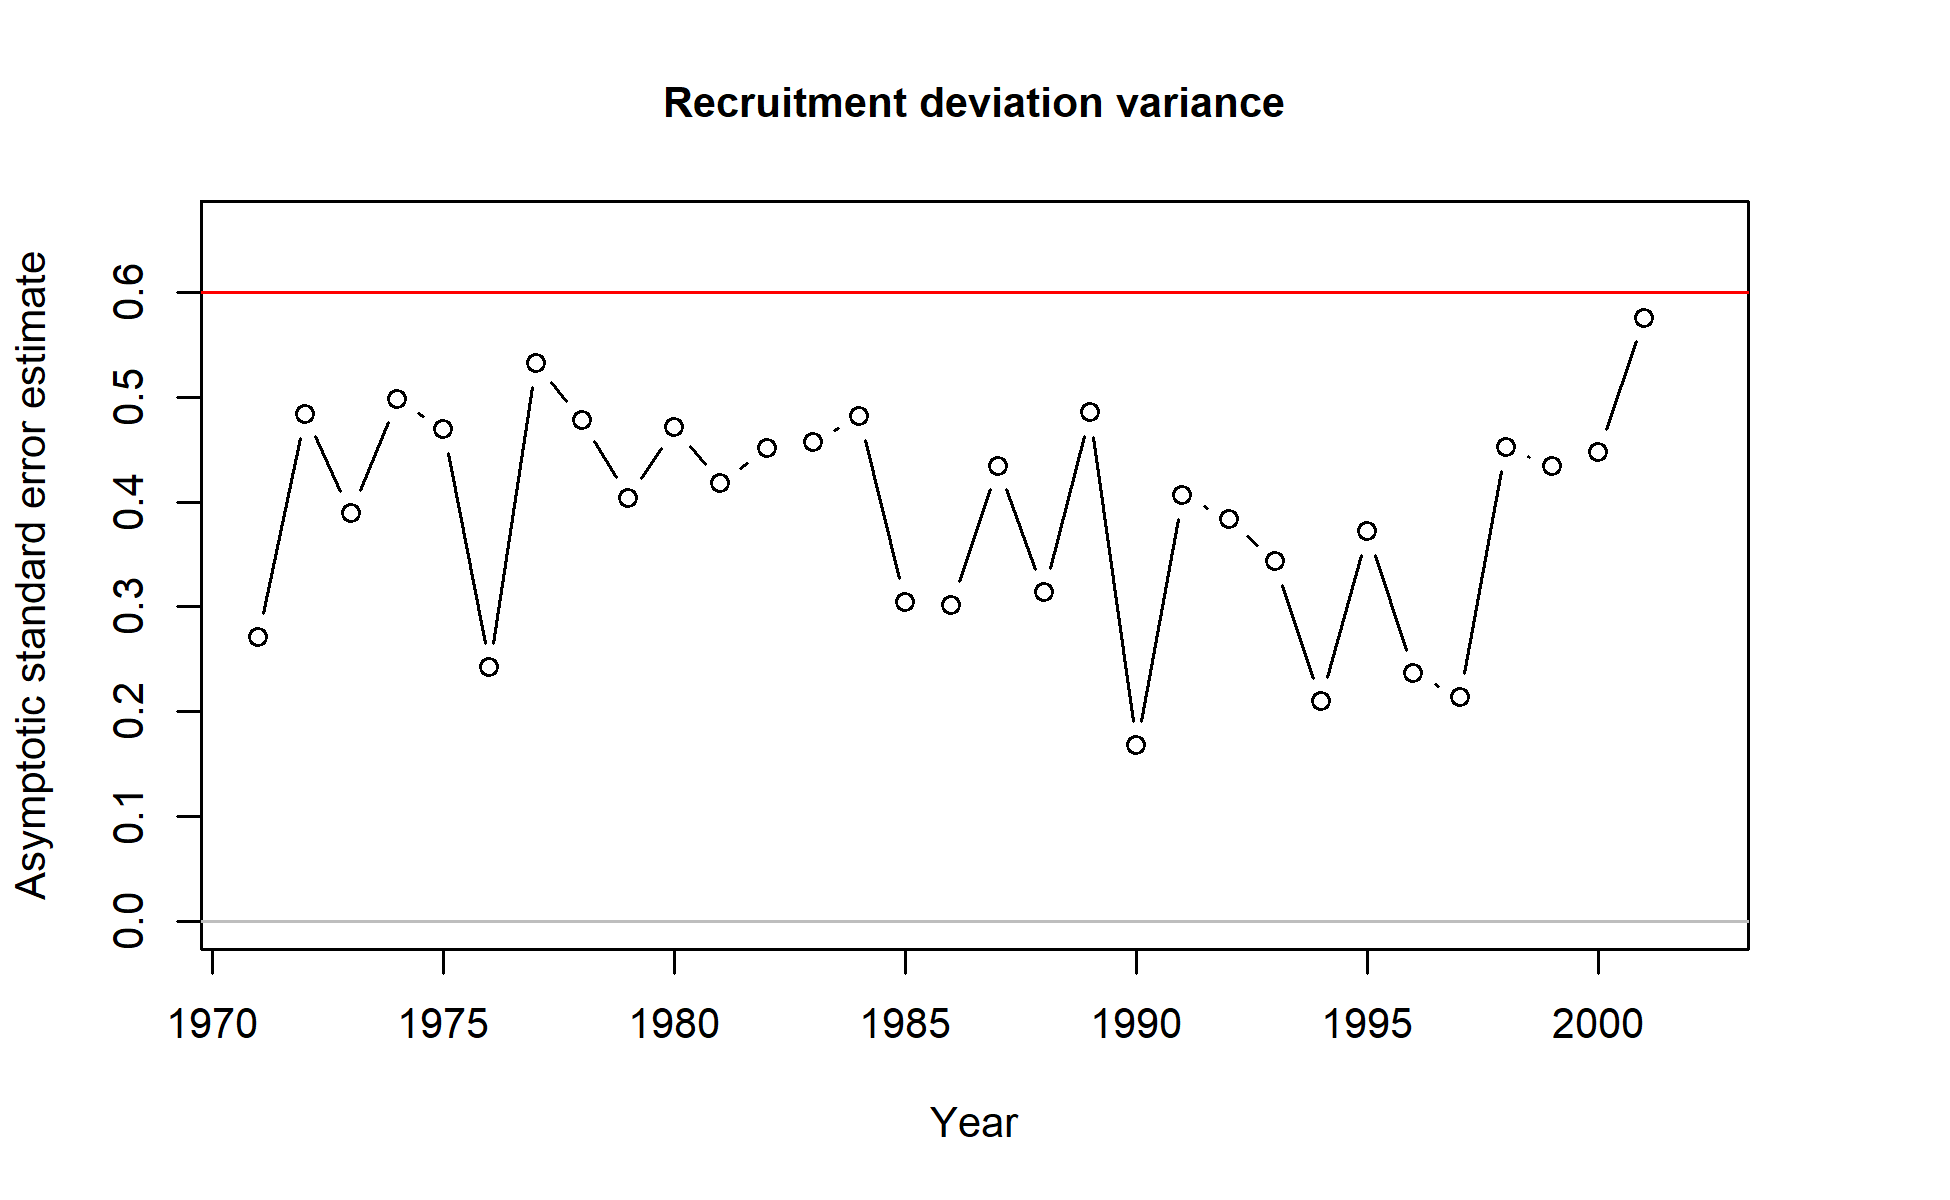 Recruitment deviation variance
Asymptotic standard error estimate
0.6
0.5
0.4
0.3
0.2
0.1
0.0
1970 1975 1980 1985 1990 1995 2000
Year